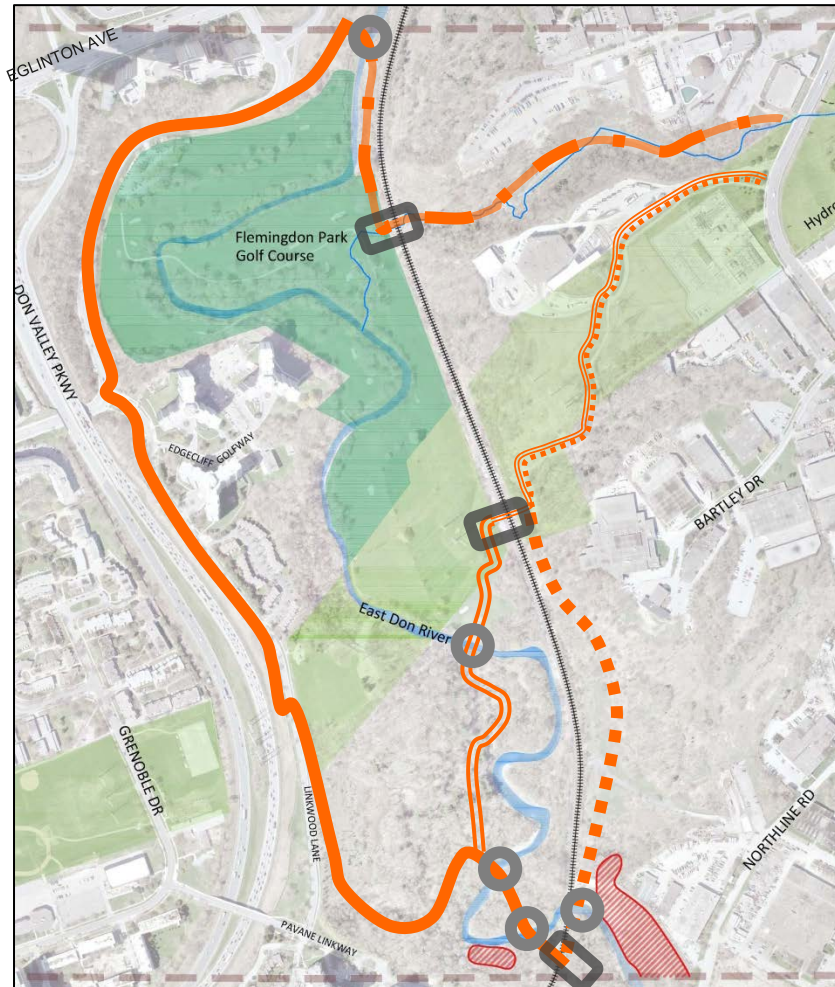 EGLINTON AVE
Flemingdon Park
Golf Course
Hydro
DON VALLEY PKWY
EDGECLIFF GOLFWAY
BARTLEY DR
East Don River
GRENOBLE DR
LINKWOOD LANE
NORTHLINE RD
PAVANE LINKWAY